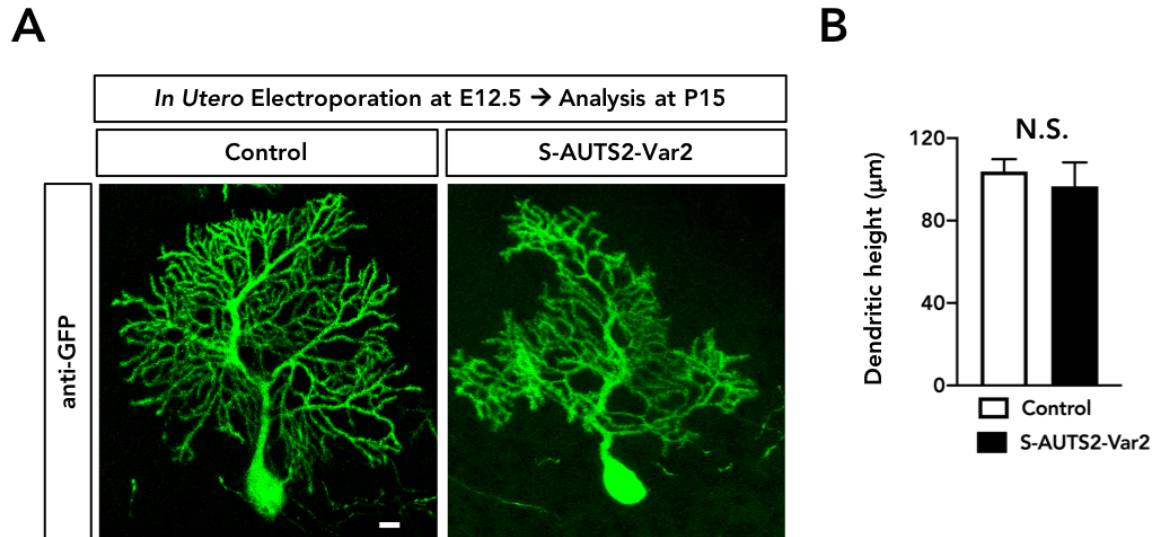 A
B
In Utero Electroporation at E12.5 → Analysis at P15
Control
S-AUTS2-Var2
anti-GFP
N.S.
Dendritic height (μm)
120
80
40
0
Control
S-AUTS2-Var2